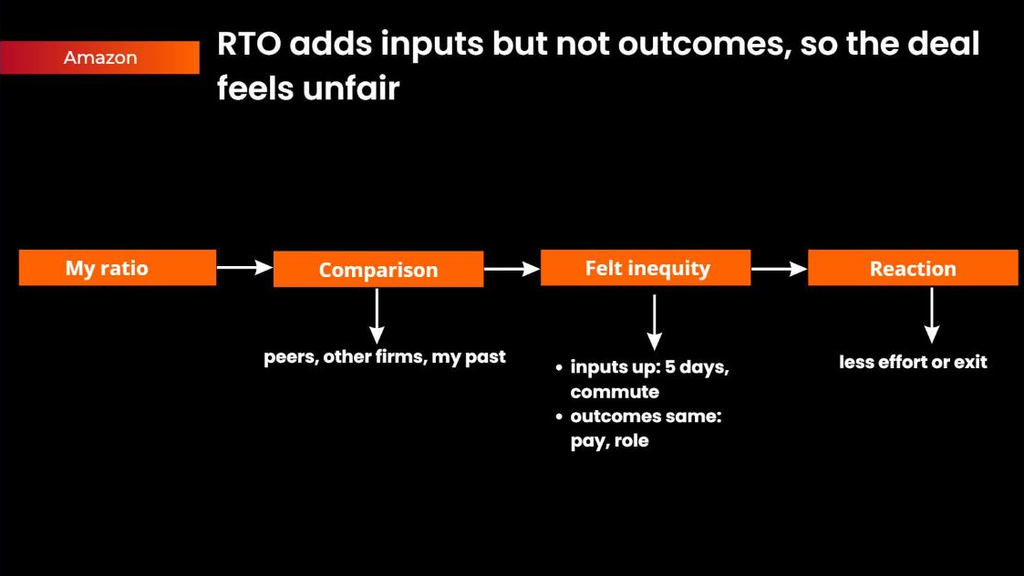 Amazon
RTO adds inputs but not outcomes, so the deal
feels unfair
My ratio
Comparison
Felt inequity
Reaction
peers, other firms, my past
• inputs up: 5 days,
commute
• outcomes same:
pay, role
less effort or exit